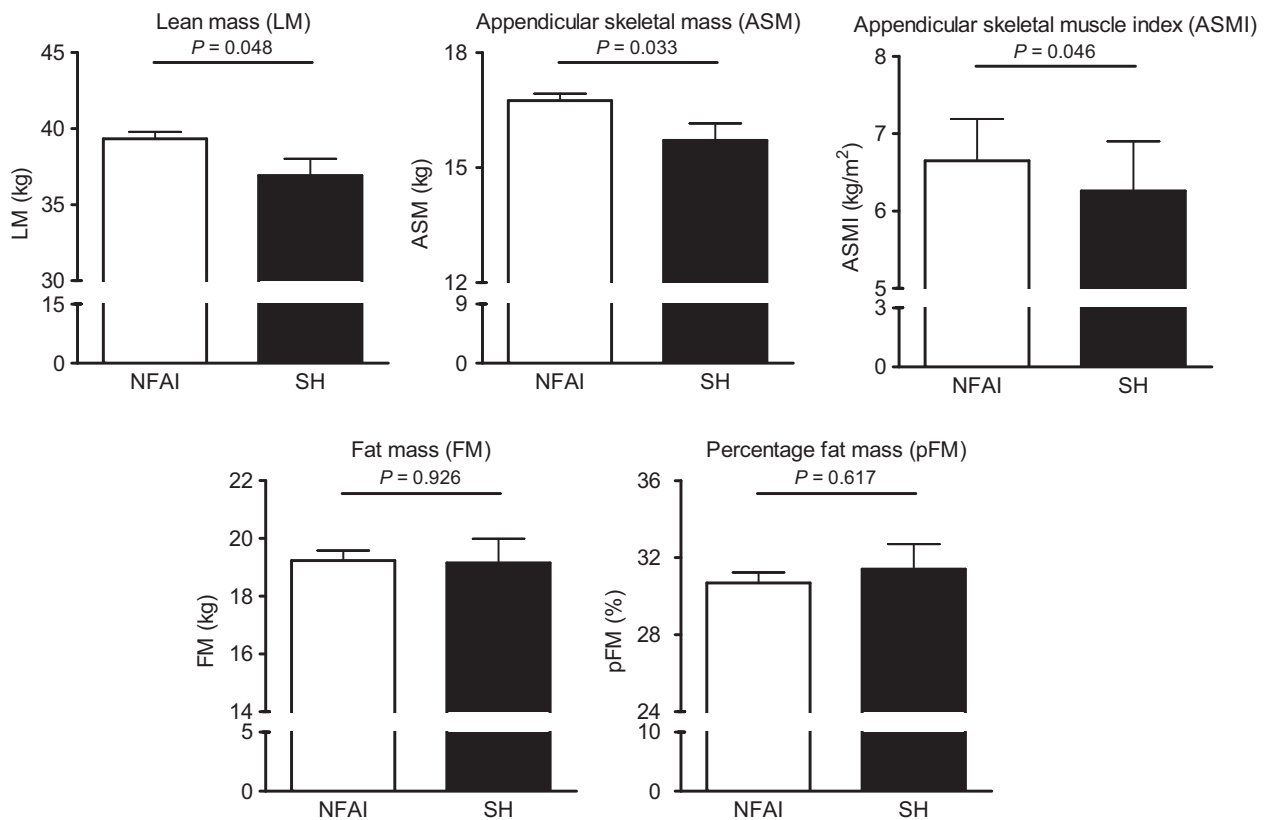 Lean mass (LM)
P = 0.048
45
40
35
30
15
0
LM (kg)
NFAI
SH
Appendicular skeletal mass (ASM)
P = 0.033
18
15
12
9
0
ASM (kg)
NFAI
SH
Appendicular skeletal muscle index (ASMI)
P = 0.046
8
7
6
5
3
0
ASMI (kg/m²)
NFAI
SH
Fat mass (FM)
P = 0.926
22
20
18
16
14
5
0
FM (kg)
NFAI
SH
Percentage fat mass (pFM)
P = 0.617
36
32
28
24
10
0
pFM (%)
NFAI
SH